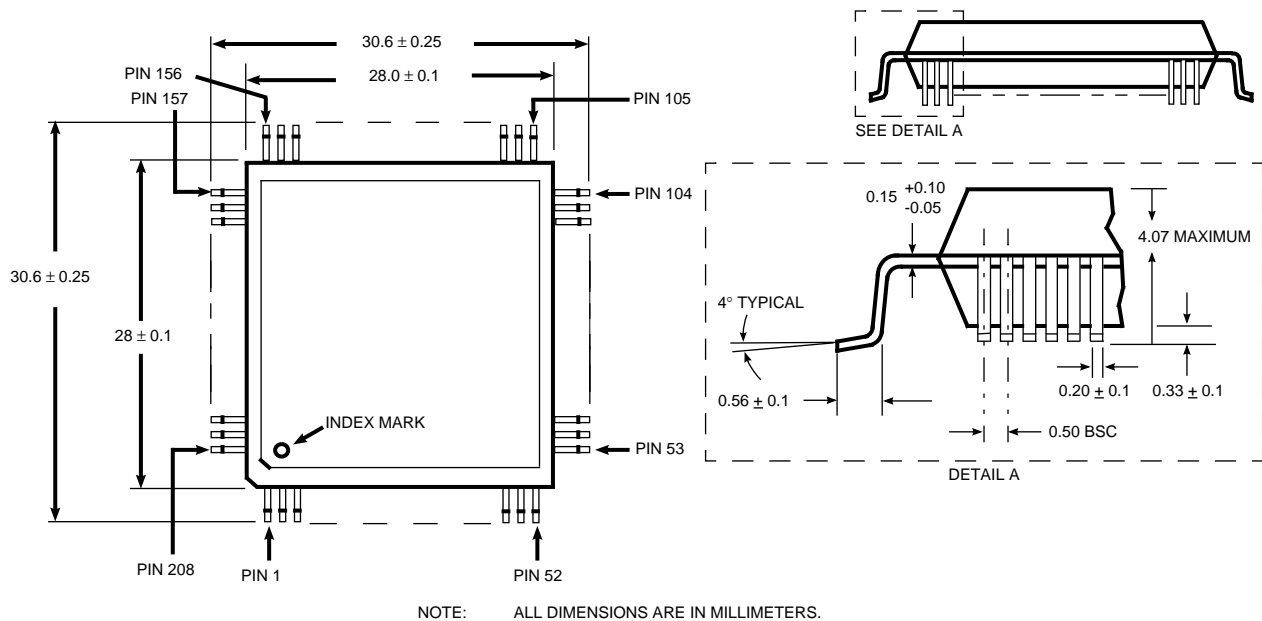 30.6 ± 0.25
28.0 ± 0.1
PIN 156
PIN 157
PIN 105
PIN 104
30.6 ± 0.25
28 ± 0.1
INDEX MARK
PIN 53
PIN 208
PIN 1
PIN 52
SEE DETAIL A
0.15 +0.10
-0.05
4.07 MAXIMUM
4° TYPICAL
0.56 ± 0.1
0.20 ± 0.1
0.33 ± 0.1
0.50 BSC
DETAIL A
NOTE: ALL DIMENSIONS ARE IN MILLIMETERS.